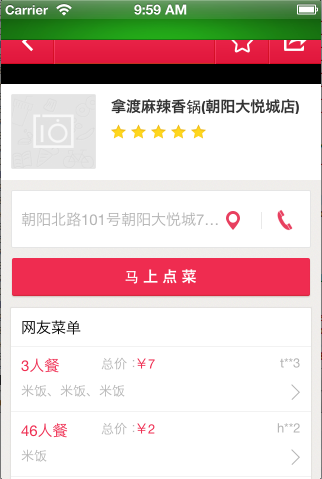 Carrier 9:59 AM
拿渡麻辣香锅(朝阳大悦城店)
朝阳北路101号朝阳大悦城7…
马上点菜
网友菜单
3人餐 总价：¥7 t**3
米饭、米饭、米饭
46人餐 总价：¥2 h**2
米饭